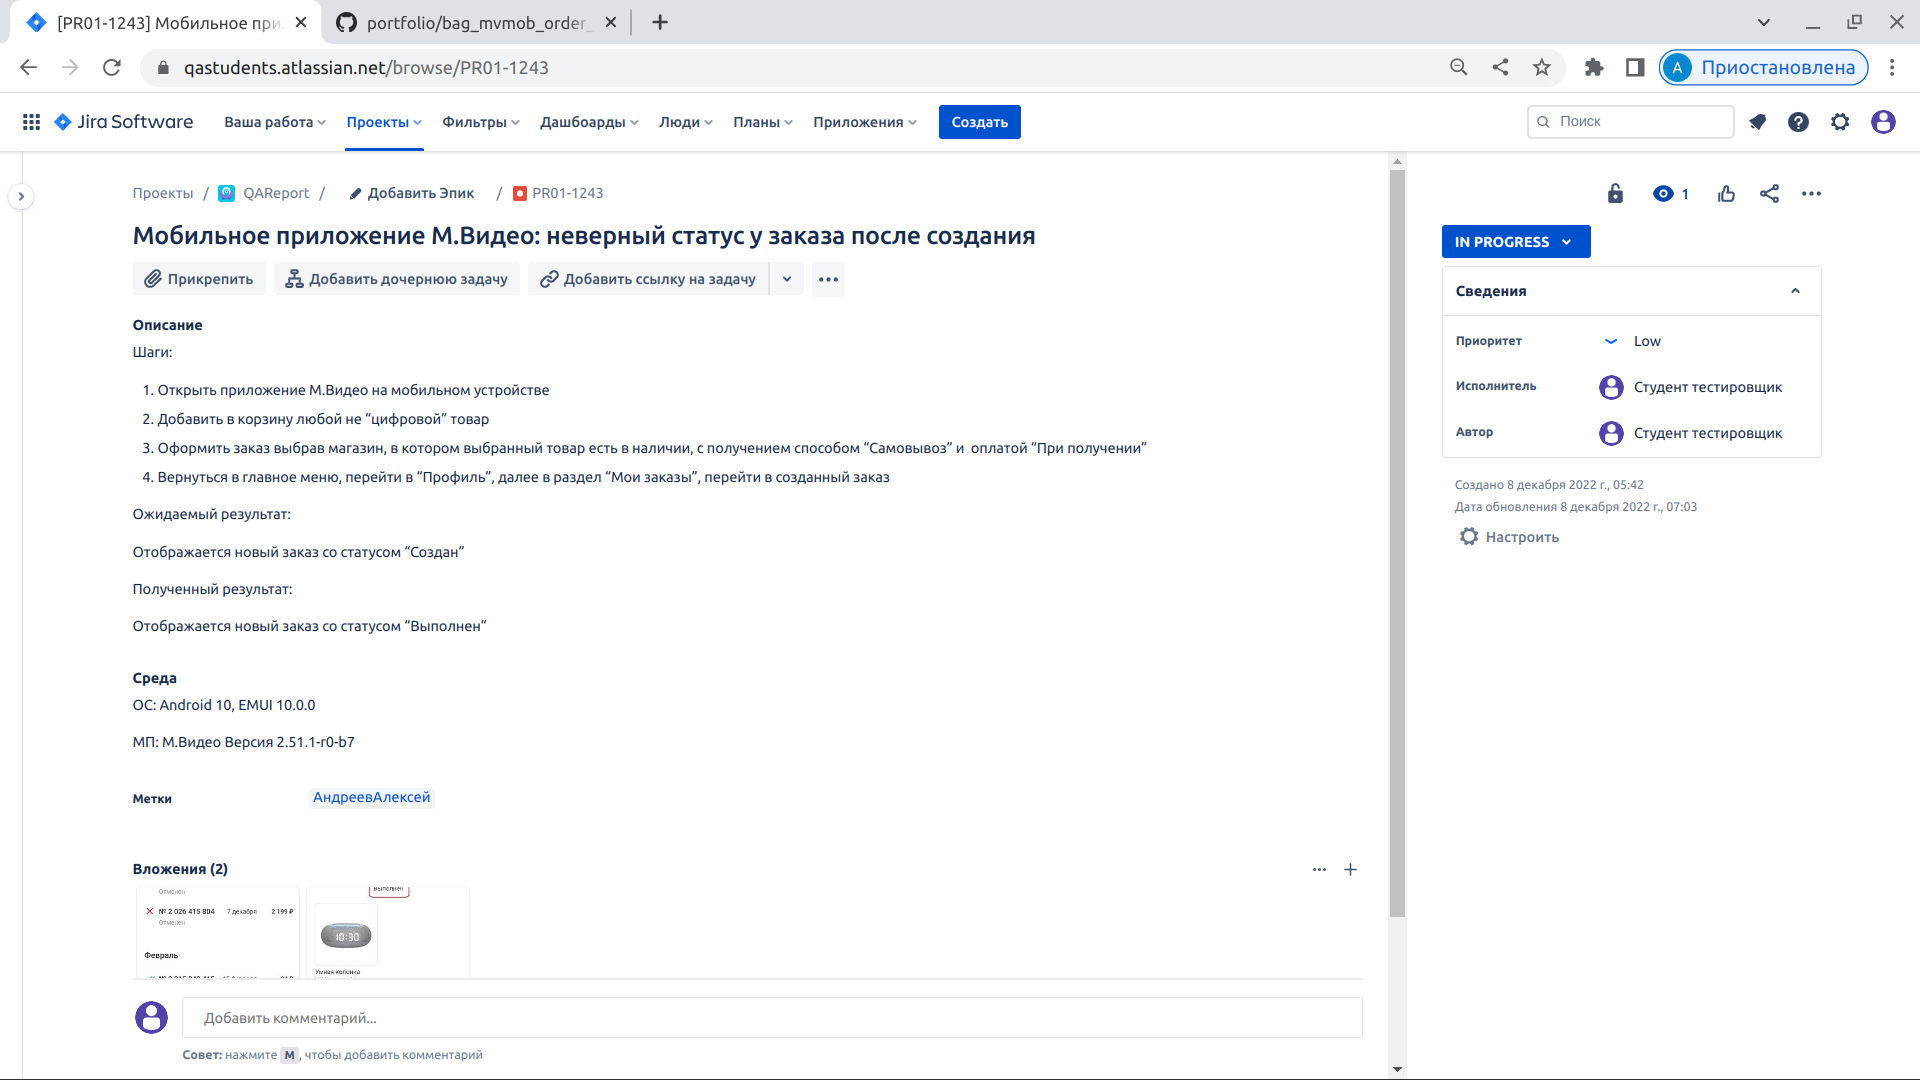 [PR01-1243] Мобильное при
portfolio/bag_mvmob_order_
qastudents.atlassian.net/browse/PR01-1243
A
Приостановлена
Jira Software
Ваша работа
Проекты
Фильтры
Дашборды
Люди
Планы
Приложения
Создать
Поиск
Проекты / QAReport / Добавить Эпик / PR01-1243
1
Мобильное приложение М.Видео: неверный статус у заказа после создания
Прикрепить
Добавить дочернюю задачу
Добавить ссылку на задачу
IN PROGRESS
Сведения
Приоритет
Low
Исполнитель
Студент тестировщик
Автор
Студент тестировщик
Создано 8 декабря 2022 г., 05:42
Дата обновления 8 декабря 2022 г., 07:03
Настроить
Описание
Шаги:
1. Открыть приложение М.Видео на мобильном устройстве
2. Добавить в корзину любой не “цифровой” товар
3. Оформить заказ выбрав магазин, в котором выбранный товар есть в наличии, с получением способом “Самовывоз” и оплатой “При получении”
4. Вернуться в главное меню, перейти в “Профиль”, далее в раздел “Мои заказы”, перейти в созданный заказ
Ожидаемый результат:
Отображается новый заказ со статусом “Создан”
Полученный результат:
Отображается новый заказ со статусом “Выполнен”
Среда
ОС: Android 10, EMUI 10.0.0
МП: М.Видео Версия 2.51.1-r0-b7
Метки
АндреевАлексей
Вложения (2)
Отменен
№ 2 026 415 804 7 декабря 2 199 ₽
Отменен
Февраль
Выполнен
10:30
Умная колонка
Добавить комментарий...
Совет: нажмите M, чтобы добавить комментарий